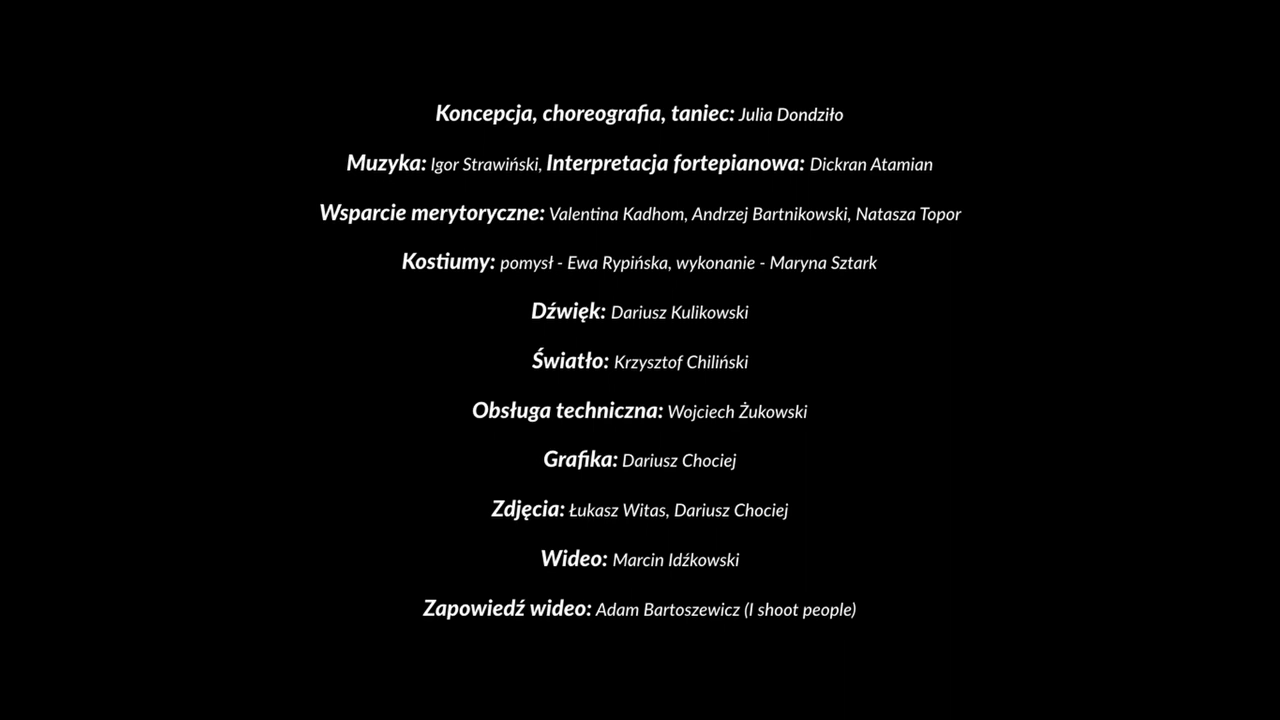 Koncepcja, choreografia, taniec: Julia Dondziło
Muzyka: Igor Strawiński, Interpretacja fortepianowa: Dickran Atamian
Wsparcie merytoryczne: Valentina Kadhom, Andrzej Bartnikowski, Natasza Topor
Kostiumy: pomysł - Ewa Rypińska, wykonanie - Maryna Sztark
Dźwięk: Dariusz Kulikowski
Światło: Krzysztof Chiliński
Obsługa techniczna: Wojciech Żukowski
Grafika: Dariusz Chociej
Zdjęcia: Łukasz Witas, Dariusz Chociej
Wideo: Marcin Idźkowski
Zapowiedź wideo: Adam Bartoszewicz (I shoot people)